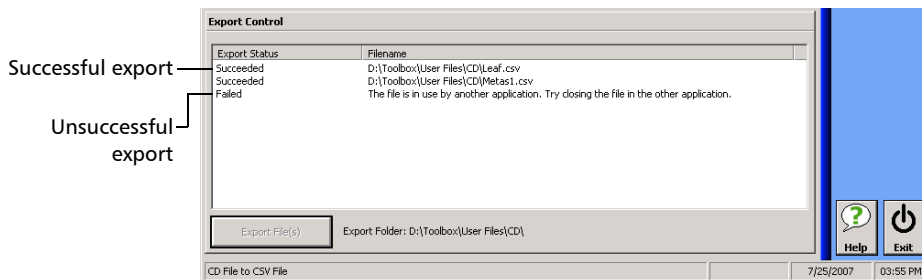 Export Control
Export Status Filename
Successful export
Succeeded D:\Toolbox\User Files\CD\Leaf.csv
Succeeded D:\Toolbox\User Files\CD\Metas1.csv
Failed The file is in use by another application. Try closing the file in the other application.
Unsuccessful
export
Export File(s) Export Folder: D:\Toolbox\User Files\CD\
Help Exit
CD File to CSV File 7/25/2007 03:55 PM